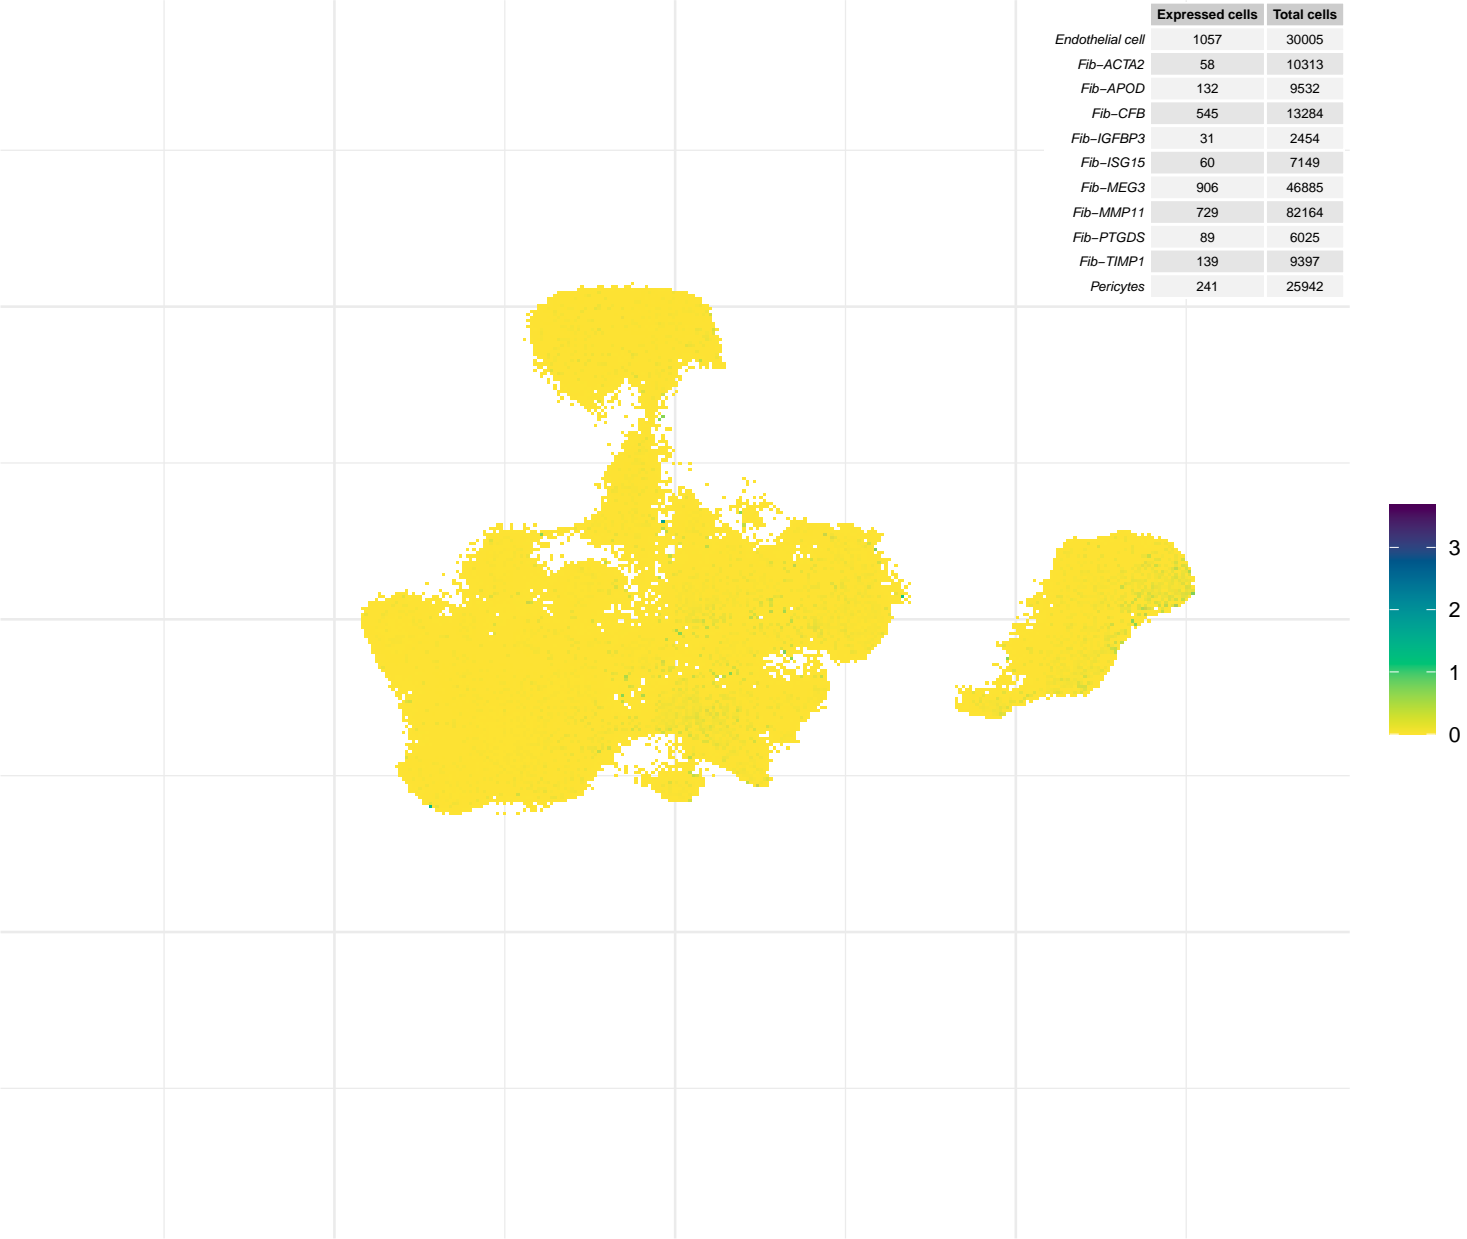 Expressed cells Total cells
Endothelial cell 1057 30005
Fib−ACTA2 58 10313
Fib−APOD 132 9532
Fib−CFB 545 13284
Fib−IGFBP3 31 2454
Fib−ISG15 60 7149
Fib−MEG3 906 46885
Fib−MMP11 729 82164
Fib−PTGDS 89 6025
Fib−TIMP1 139 9397
Pericytes 241 25942
3
2
1
0